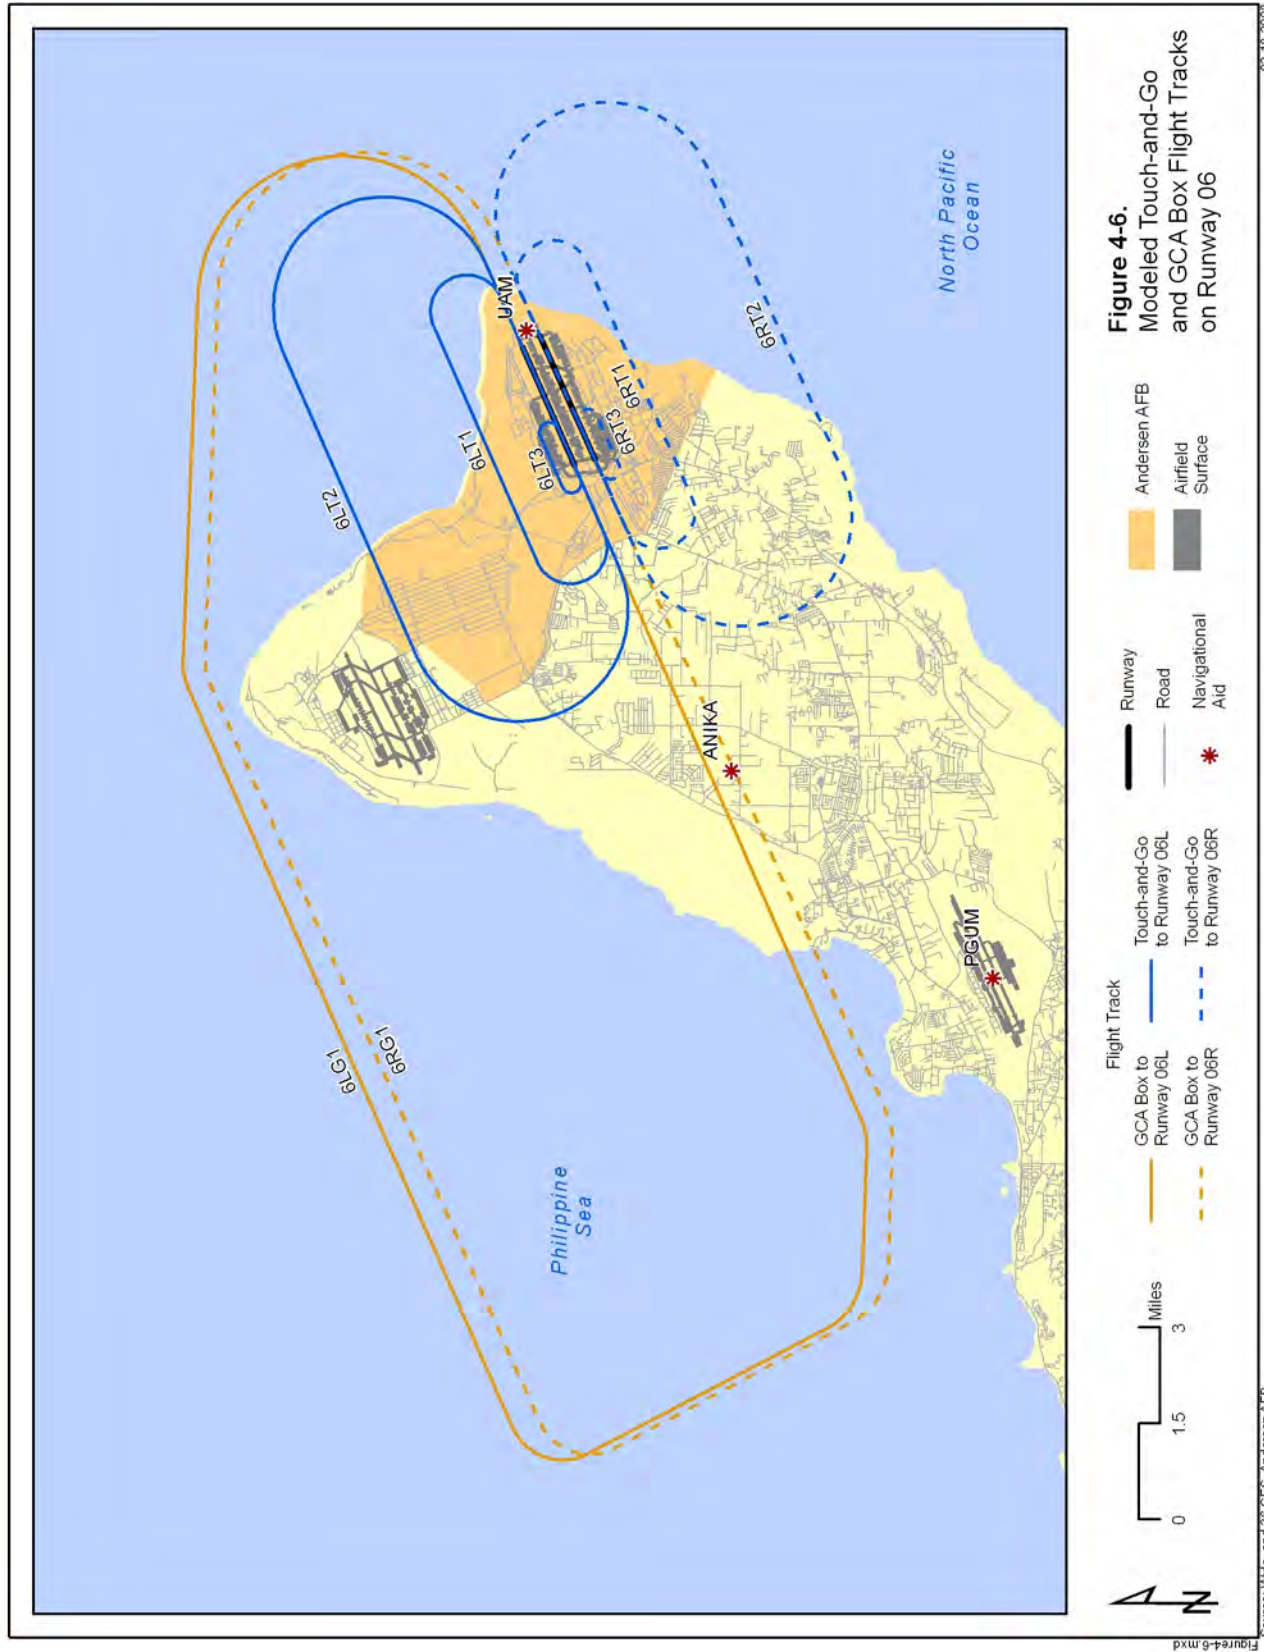 6LG1
6RG1
6LT2
6LT1
6LT3
UAM
6RT3
6RT1
6RT2
ANIKA
PGUM
Philippine
Sea
North Pacific
Ocean
N
0
1.5
3
Miles
Flight Track
GCA Box to
Runway 06L
Touch-and-Go
to Runway 06L
GCA Box to
Runway 06R
Touch-and-Go
to Runway 06R
Runway
Road
Navigational
Aid
Andersen AFB
Airfield
Surface
Figure 4-6.
Modeled Touch-and-Go
and GCA Box Flight Tracks
on Runway 06
Figure4-6.mxd